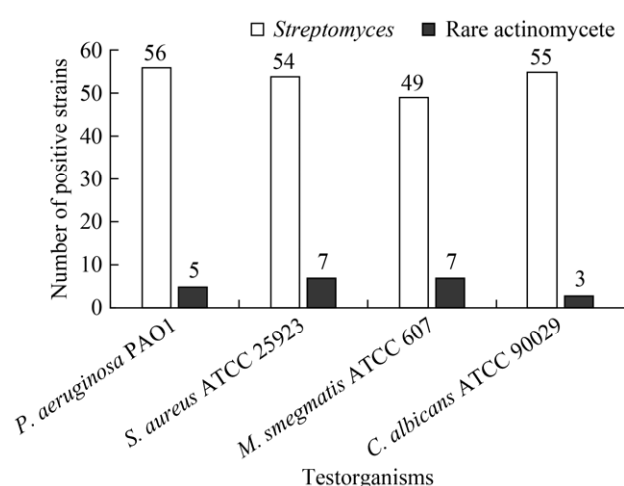 Streptomyces Rare actinomycete
60
50
40
30
20
10
0
Number of positive strains
56
5
54
7
49
7
55
3
P. aeruginosa PAO1
S. aureus ATCC 25923
M. smegmatis ATCC 607
C. albicans ATCC 90029
Testorganisms